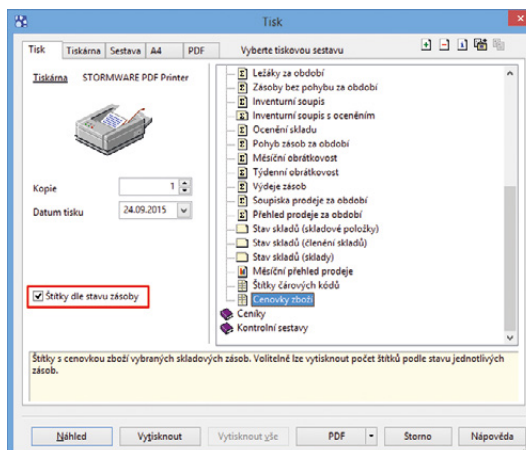 Tisk
Tisk Tiskárna Sestava A4 PDF Vyberte tiskovou sestavu
Tiskárna STORMWARE PDF Printer
Kopie 1
Datum tisku 24.09.2015
Štítky dle stavu zásoby
Ležáky za období
Zásoby bez pohybu za období
Inventurní soupis
Inventurní soupis s oceněním
Ocenění skladu
Pohyb zásob za období
Měsíční obrátkovost
Týdenní obrátkovost
Výdeje zásob
Soupiska prodeje za období
Přehled prodeje za období
Stav skladů (skladové položky)
Stav skladů (členění skladů)
Stav skladů (sklady)
Měsíční přehled prodeje
Štítky čárových kódů
Cenovky zboží
Ceníky
Kontrolní sestavy
Štítky s cenovkou zboží vybraných skladových zásob. Volitelně lze vytisknout počet štítků podle stavu jednotlivých
zásob.
Náhled Vytisknout Vytisknout vše PDF Storno Nápověda